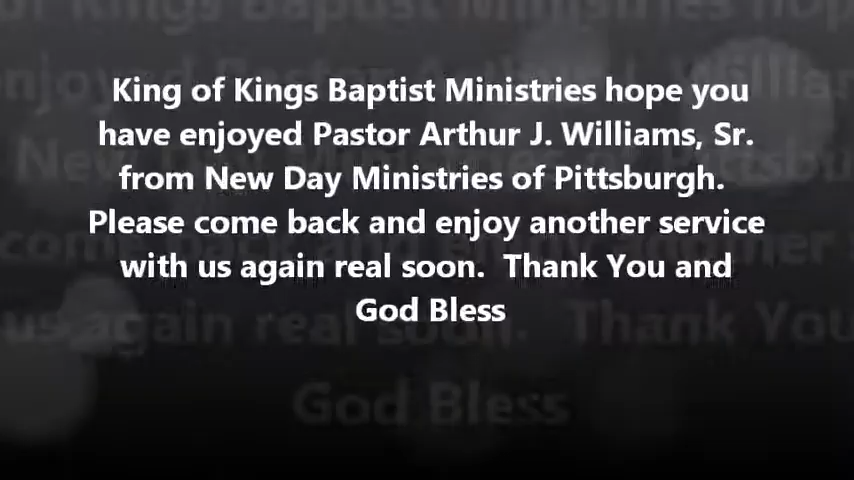 King of Kings Baptist Ministries hope you
have enjoyed Pastor Arthur J. Williams, Sr.
from New Day Ministries of Pittsburgh.
Please come back and enjoy another service
with us again real soon.  Thank You and
God Bless